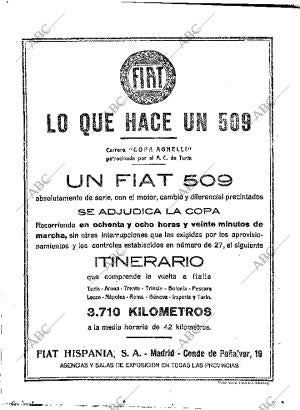 FIAT
LO QUE HACE UN 509
Carrera "COPA AGNELLI"
patrocinada por el A. C. de Turín
UN FIAT 509
absolutamente de serie, con el motor, cambio y diferencial precintados
SE ADJUDICA LA COPA
Recorriendo en ochenta y ocho horas y veinte minutos de
marcha, sin otras interrupciones que las exigidas por los aprovisio-
namientos y los controles establecidos en número de 27, el siguiente
ITINERARIO
que comprende la vuelta a Italia
Turín - Arona - Trento - Trieste - Bolonia - Pescara
Lecce - Nápoles - Roma - Génova - Imperia y Turín.
3.710 KILOMETROS
a la media horaria de 42 kilómetros.
FIAT HISPANIA, S. A. - Madrid - Conde de Peñalver, 19
AGENCIAS Y SALAS DE EXPOSICION EN TODAS LAS PROVINCIAS